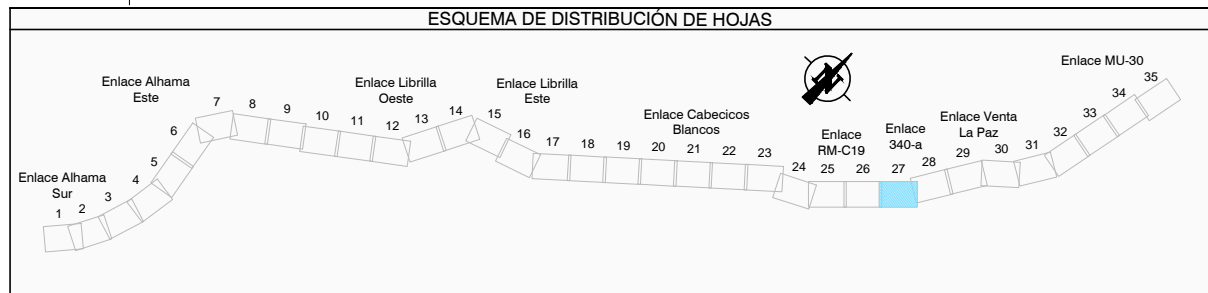 ESQUEMA DE DISTRIBUCIÓN DE HOJAS
Enlace Alhama
Sur
1
2
3
4
5
6
Enlace Alhama
Este
7
8
9
10
11
12
Enlace Librilla
Oeste
13
14
Enlace Librilla
Este
15
16
17
18
19
20
Enlace Cabecicos
Blancos
21
22
23
24
Enlace
RM-C19
25
26
Enlace
340-a
27
28
Enlace Venta
La Paz
29
30
31
32
Enlace MU-30
33
34
35